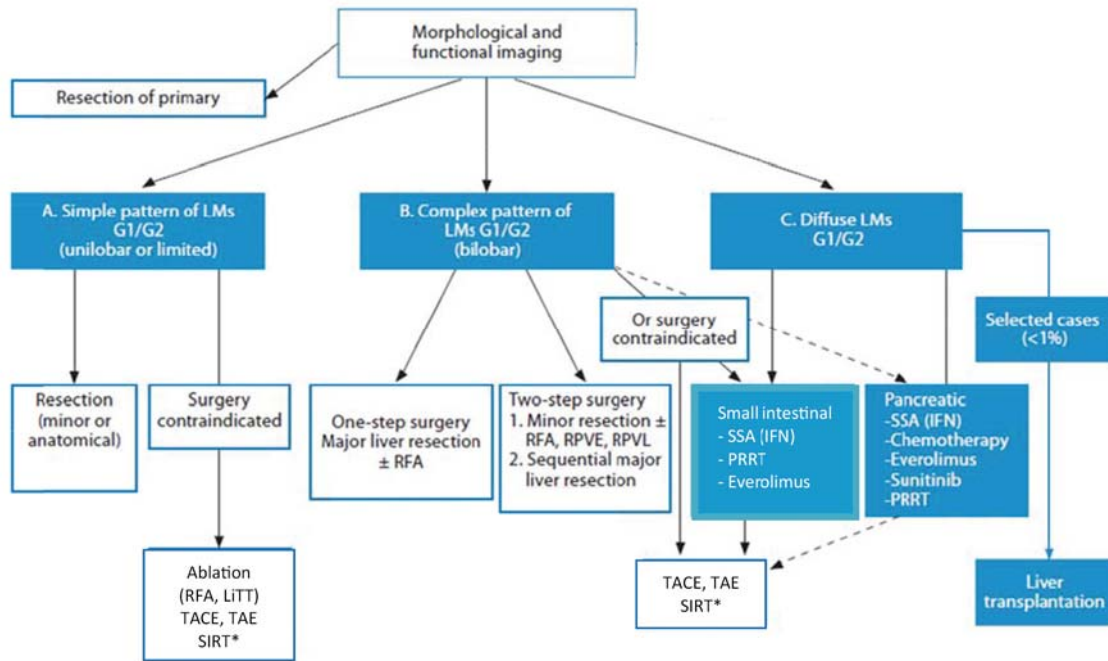 Morphological and
functional imaging
Resection of primary
A. Simple pattern of LMs
G1/G2
(unilobar or limited)
B. Complex pattern of
LMs G1/G2
(bilobar)
C. Diffuse LMs
G1/G2
Or surgery
contraindicated
Selected cases
(<1%)
Resection
(minor or
anatomical)
Surgery
contraindicated
One-step surgery
Major liver resection
± RFA
Two-step surgery
1. Minor resection ±
RFA, RPVE, RPVL
2. Sequential major
liver resection
Small intestinal
- SSA (IFN)
- PRRT
- Everolimus
Pancreatic
-SSA (IFN)
-Chemotherapy
-Everolimus
-Sunitinib
-PRRT
Ablation
(RFA, LiTT)
TACE, TAE
SIRT*
TACE, TAE
SIRT*
Liver
transplantation